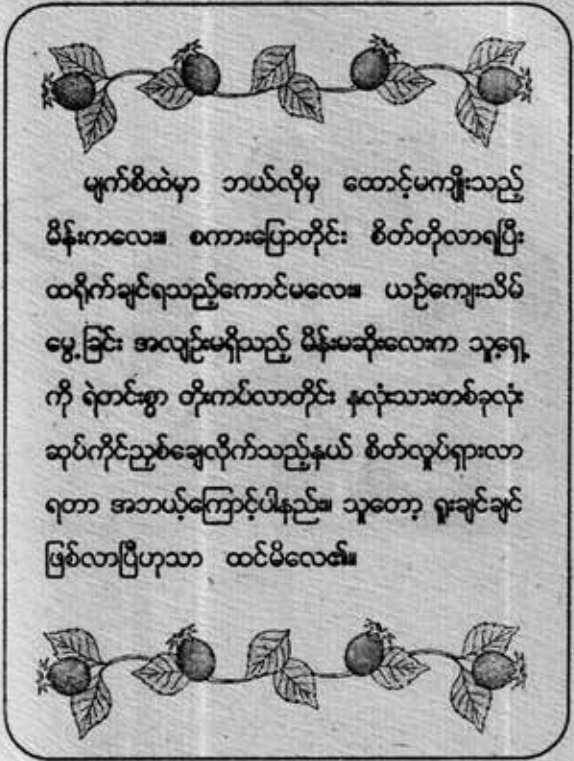 မျက်စိထဲမှာ ဘယ်လိုမှ ထောင့်မကျိုးသည့်
မိန်းကလေး။ စကားပြောတိုင်း စိတ်တိုလာရပြီး
ထရိုက်ချင်ရသည့်ကောင်မလေး။ ယဉ်ကျေးသိမ်
မွေ့ခြင်း အလျဉ်းမရှိသည့် မိန်းမဆိုးလေးက သူ့ရှေ့
ကို ရဲတင်းစွာ တိုးကပ်လာတိုင်း နှလုံးသားတစ်ခုလုံး
ဆုပ်ကိုင်ညှစ်ချေလိုက်သည့်နှယ် စိတ်လှုပ်ရှားလာ
ရတာ အဘယ့်ကြောင့်ပါနည်း။ သူတော့ ရူးချင်ချင်
ဖြစ်လာပြီဟုသာ ထင်မိလေ၏။